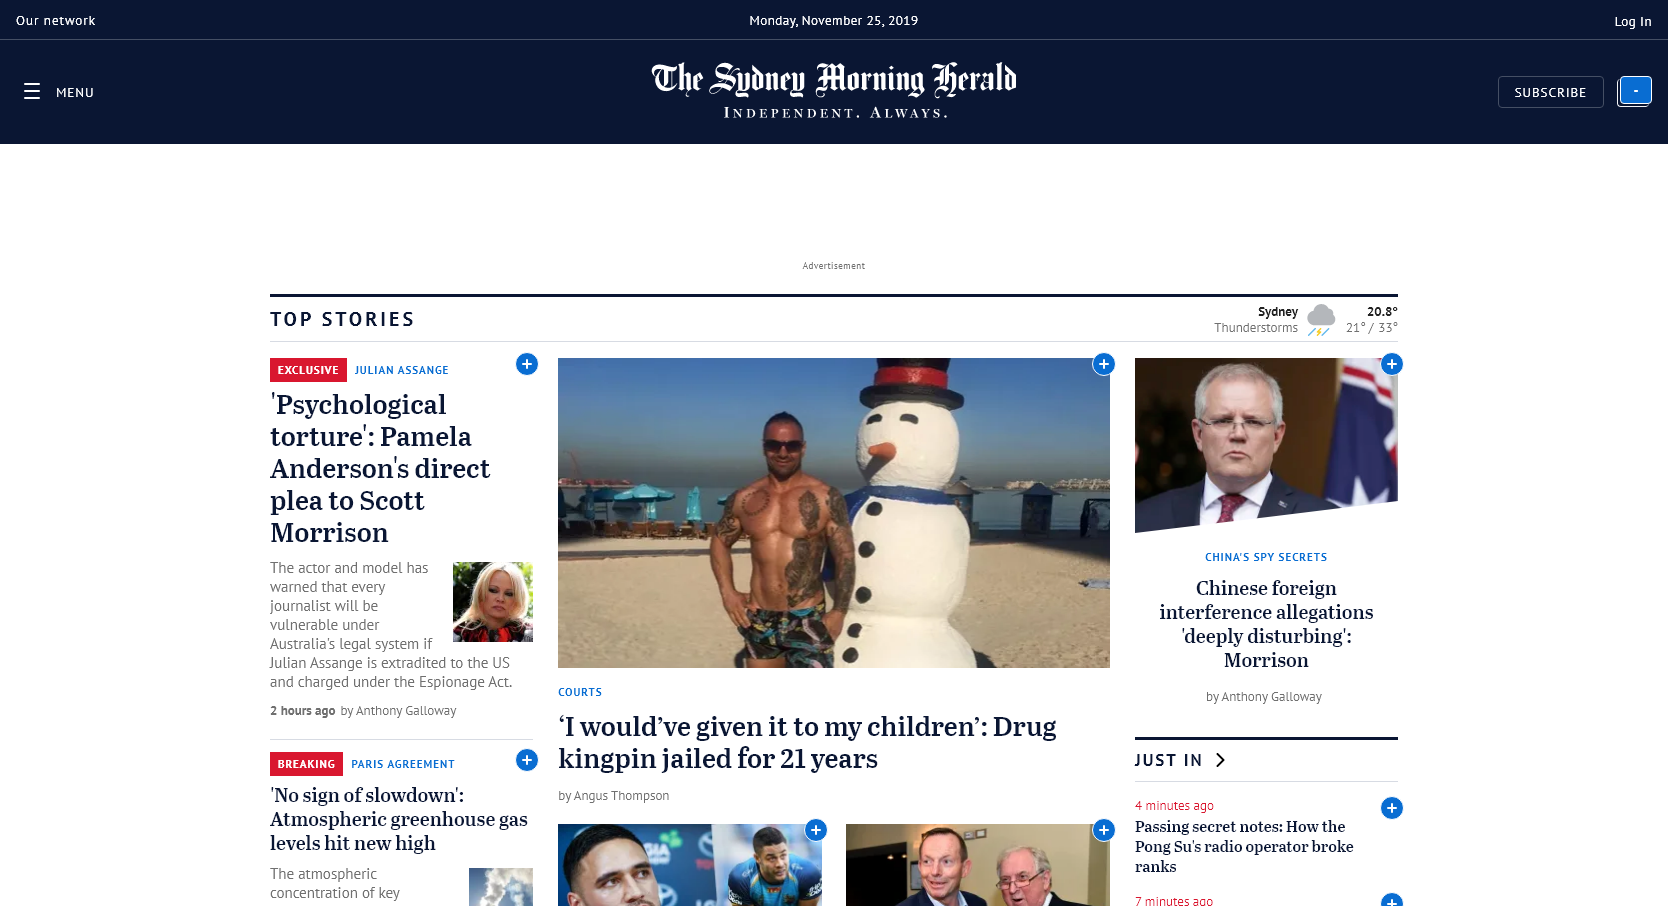 Our network
Monday, November 25, 2019
Log In
MENU
The Sydney Morning Herald
INDEPENDENT. ALWAYS.
SUBSCRIBE
-
Advertisement
TOP STORIES
Sydney
Thunderstorms
20.8°
21° / 33°
EXCLUSIVE JULIAN ASSANGE
'Psychological
torture': Pamela
Anderson's direct
plea to Scott
Morrison
The actor and model has
warned that every
journalist will be
vulnerable under
Australia's legal system if
Julian Assange is extradited to the US
and charged under the Espionage Act.
2 hours ago by Anthony Galloway
BREAKING PARIS AGREEMENT
'No sign of slowdown':
Atmospheric greenhouse gas
levels hit new high
The atmospheric
concentration of key
COURTS
‘I would’ve given it to my children’: Drug
kingpin jailed for 21 years
by Angus Thompson
CHINA'S SPY SECRETS
Chinese foreign
interference allegations
'deeply disturbing':
Morrison
by Anthony Galloway
JUST IN
4 minutes ago
Passing secret notes: How the
Pong Su's radio operator broke
ranks
7 minutes ago